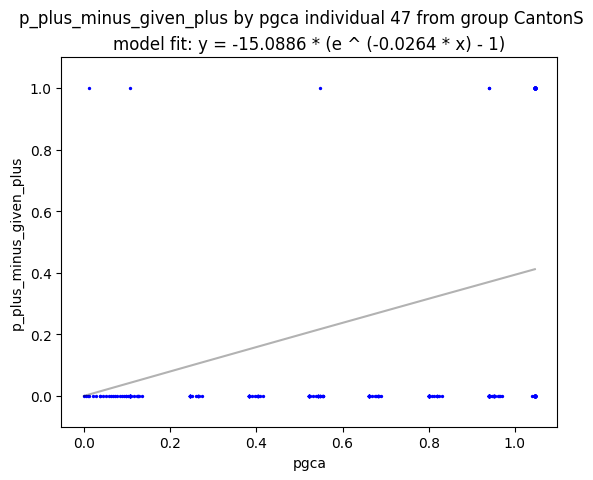 p_plus_minus_given_plus by pgca individual 47 from group CantonS
model fit: y = -15.0886 * (e ^ (-0.0264 * x) - 1)
1.0
0.8
0.6
0.4
0.2
0.0
p_plus_minus_given_plus
0.0 0.2 0.4 0.6 0.8 1.0
pgca